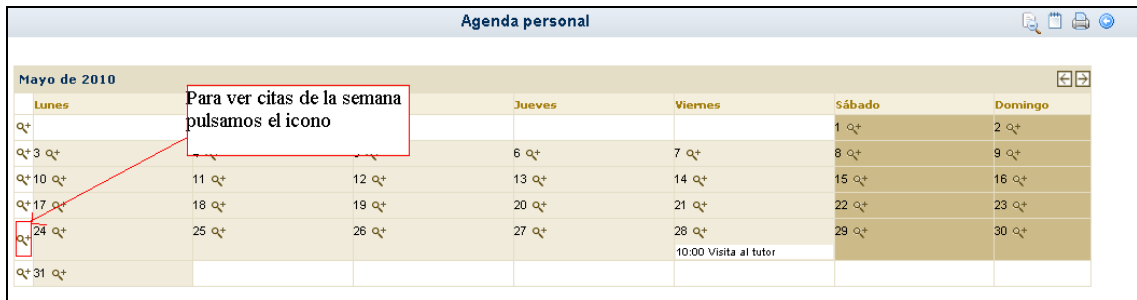 Agenda personal
Mayo de 2010
Lunes Jueves Viernes Sábado Domingo
Para ver citas de la semana
pulsamos el icono
1 2
3 6 7 8 9
10 11 12 13 14 15 16
17 18 19 20 21 22 23
24 25 26 27 28 29 30
10:00 Visita al tutor
31